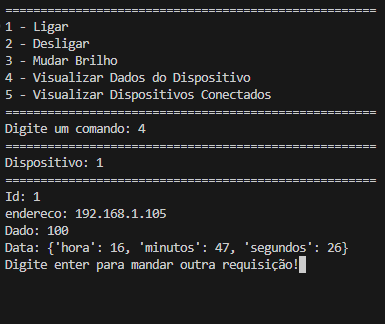 =====================================================
1 - Ligar
2 - Desligar
3 - Mudar Brilho
4 - Visualizar Dados do Dispositivo
5 - Visualizar Dispositivos Conectados
=====================================================
Digite um comando: 4
=====================================================
Dispositivo: 1
=====================================================
Id: 1
endereco: 192.168.1.105
Dado: 100
Data: {'hora': 16, 'minutos': 47, 'segundos': 26}
Digite enter para mandar outra requisição!